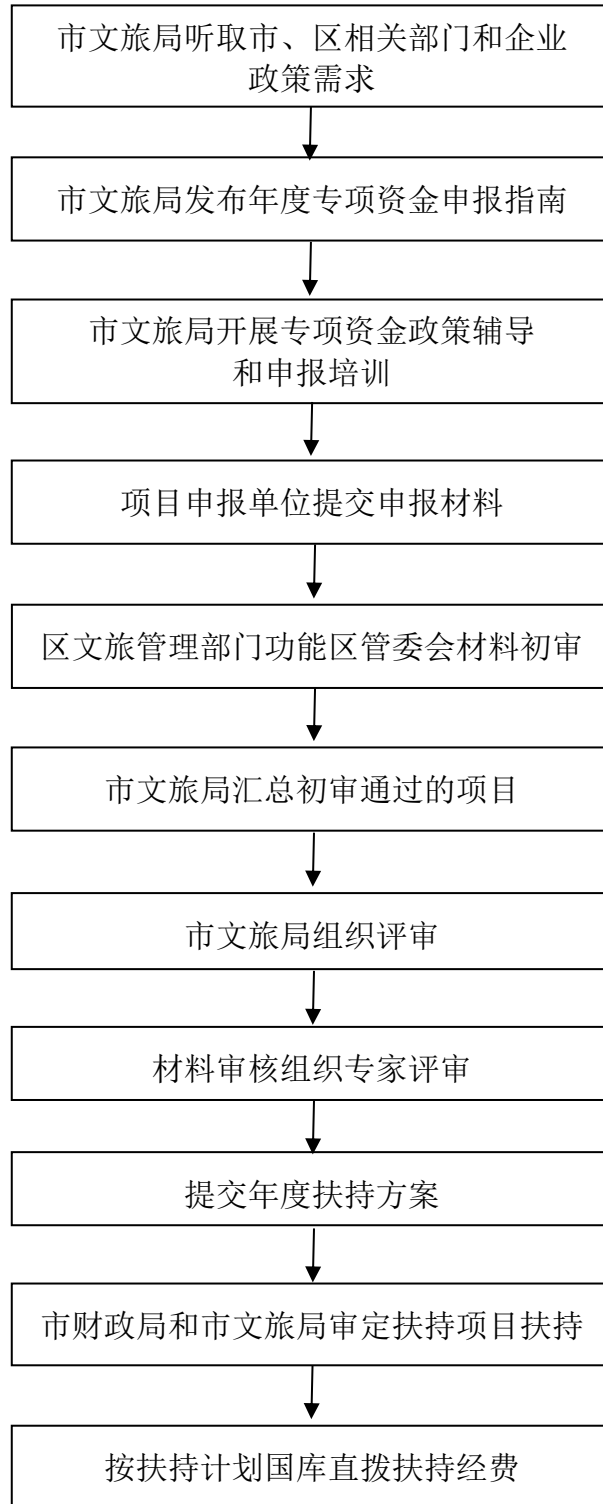 市文旅局听取市、区相关部门和企业
政策需求
市文旅局发布年度专项资金申报指南
市文旅局开展专项资金政策辅导
和申报培训
项目申报单位提交申报材料
区文旅管理部门功能区管委会材料初审
市文旅局汇总初审通过的项目
市文旅局组织评审
材料审核组织专家评审
提交年度扶持方案
市财政局和市文旅局审定扶持项目扶持
按扶持计划国库直拨扶持经费